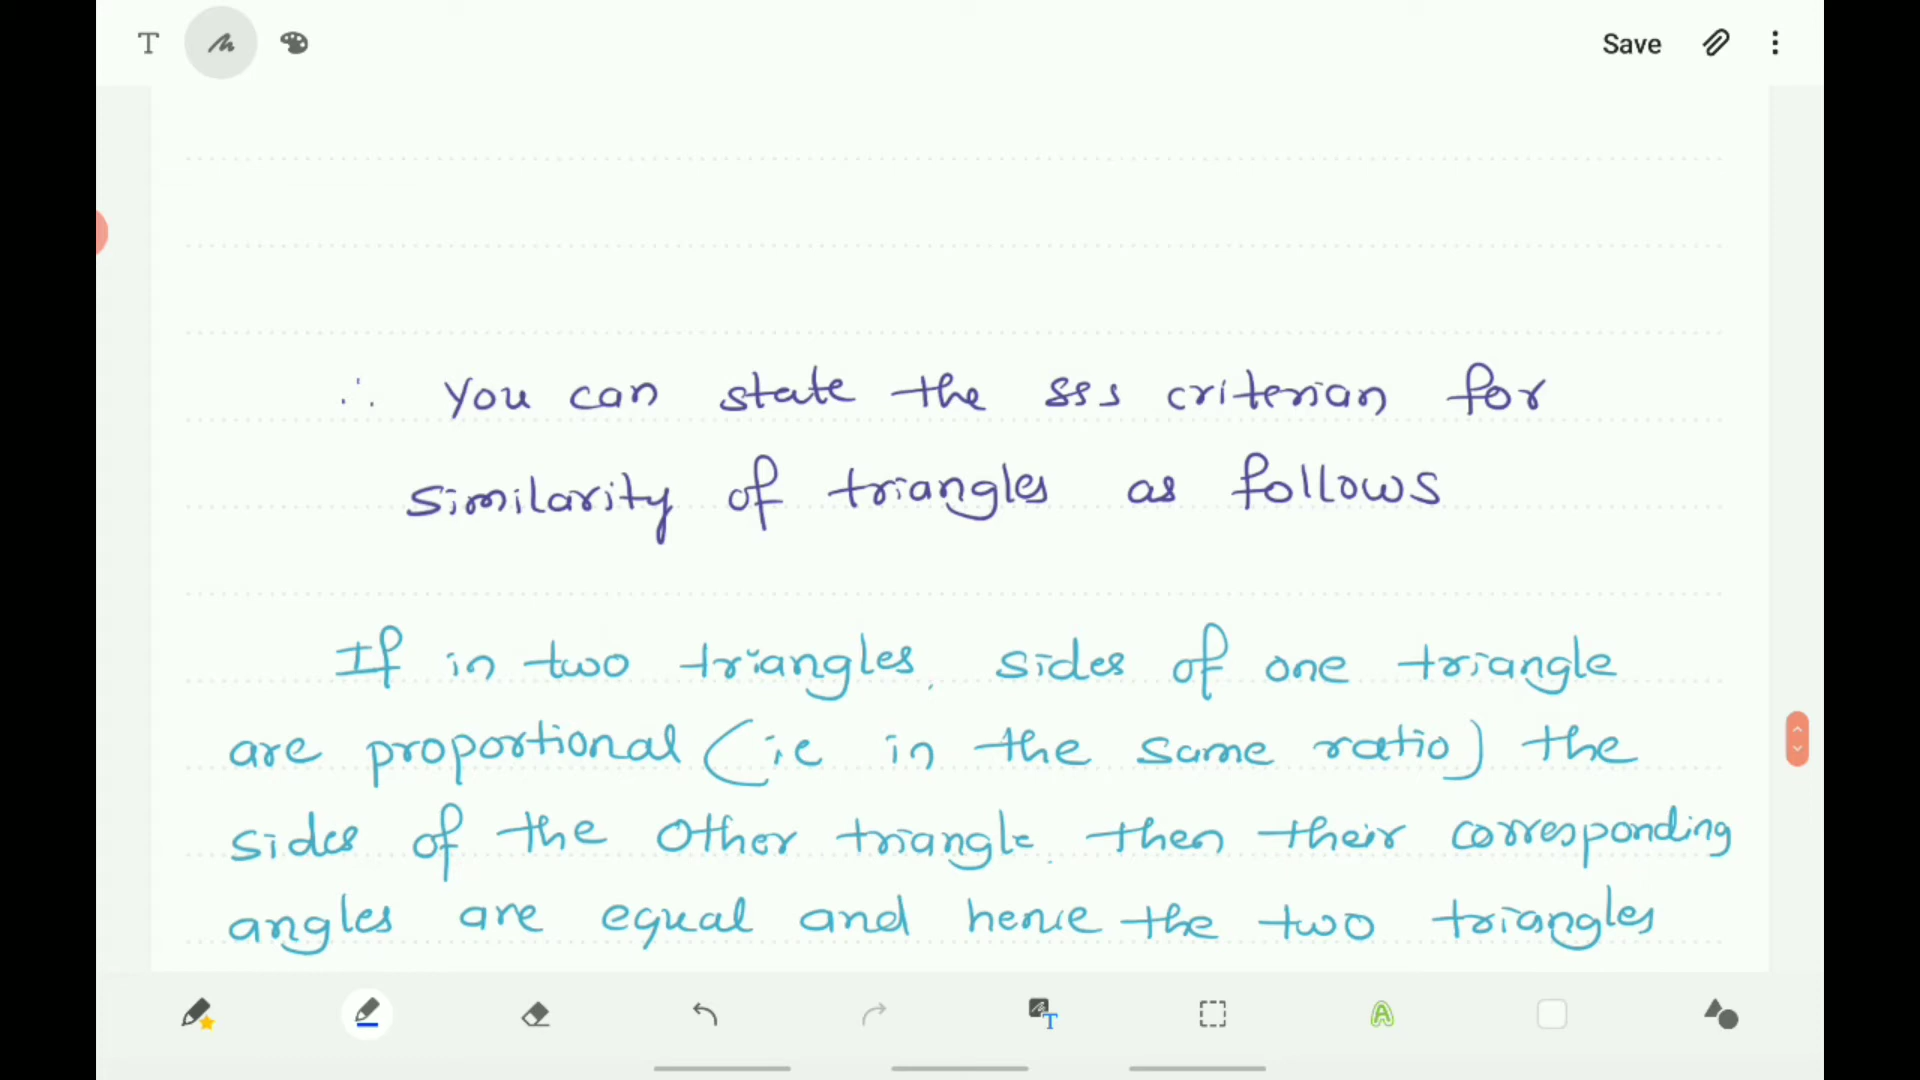 T
Save
∴ You can state the sss criterian for
similarity of triangles as follows
If in two triangles, sides of one triangle
are proportional (ie in the same ratio) the
sides of the other triangle. then their corresponding
angles are equal and hence the two triangles
T
A